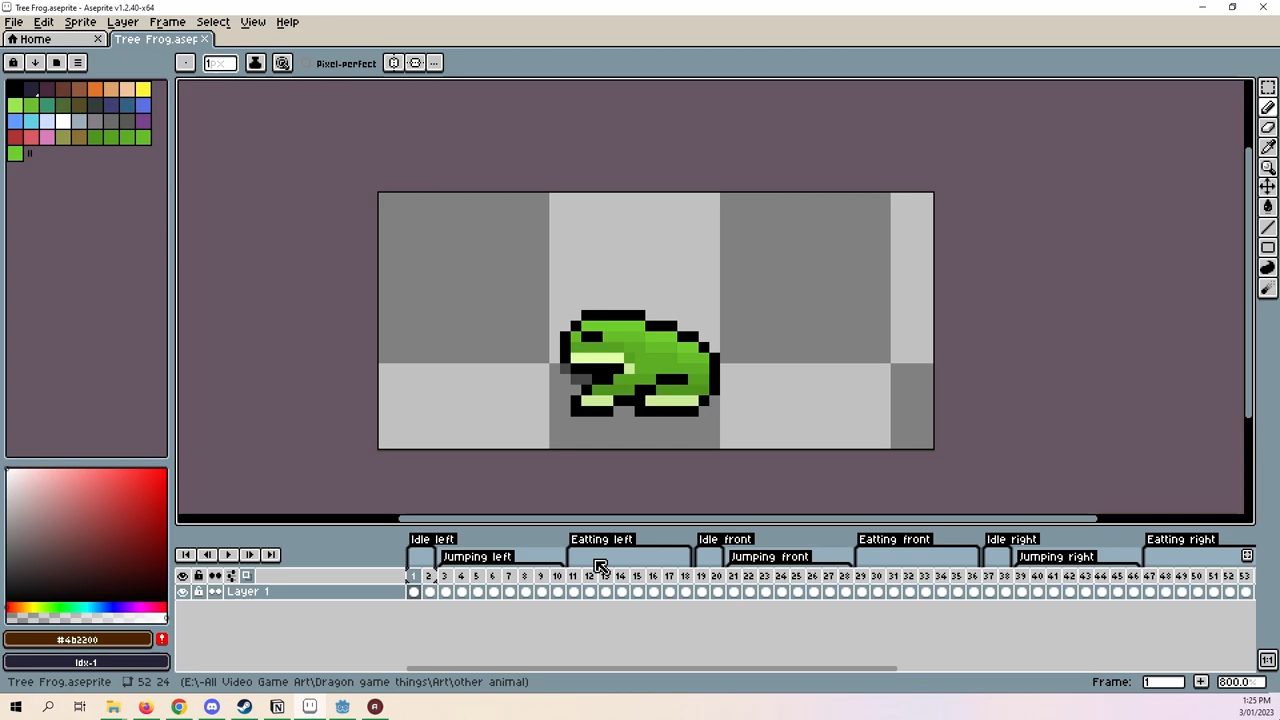 Tree Frog.aseprite - Aseprite v1.2.40-x64
File Edit Sprite Layer Frame Select View Help
Home Tree Frog.asep
1px Pixel-perfect
Idle left Eatting left Idle front Eatting front Idle right Eatting right
Jumping left Jumping front Jumping right
1 2 3 4 5 6 7 8 9 10 11 12 13 14 15 16 17 18 19 20 21 22 23 24 25 26 27 28 29 30 31 32 33 34 35 36 37 38 39 40 41 42 43 44 45 46 47 48 49 50 51 52 53
Layer 1
#4b2200
Idx-1
1:1
Tree Frog.aseprite 52 24 (E:\-All Video Game Art\Dragon game things\Art\other animal) Frame: 1 800.0
1:25 PM
3/01/2023